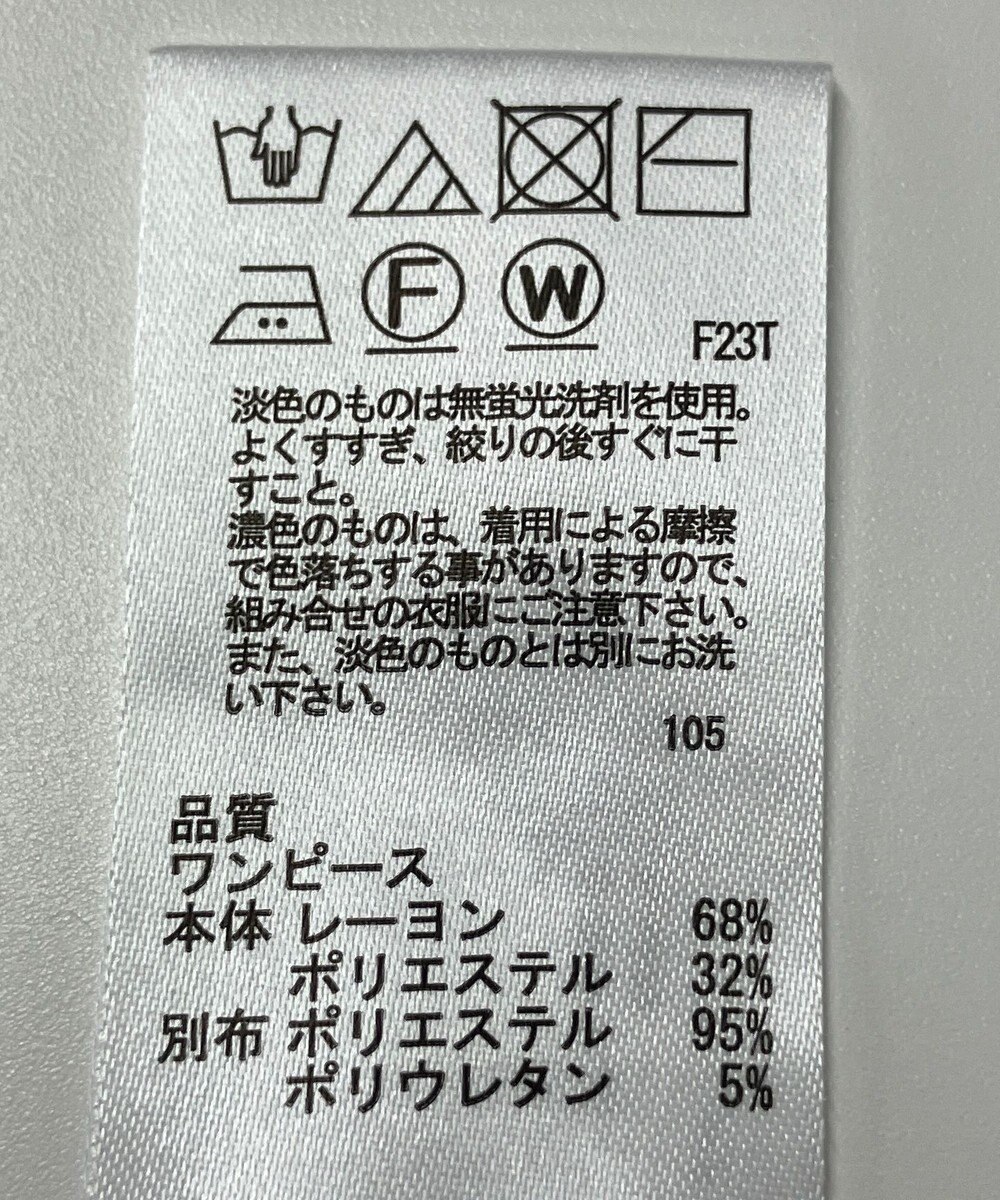 F
W
F23T
淡色のものは無蛍光洗剤を使用。
よくすすぎ、絞りの後すぐに干
すこと。
濃色のものは、着用による摩擦
で色落ちする事がありますので、
組み合せの衣服にご注意下さい。
また、淡色のものとは別にお洗
い下さい。
105
品質
ワンピース
本体 レーヨン 68%
ポリエステル 32%
別布 ポリエステル 95%
ポリウレタン 5%